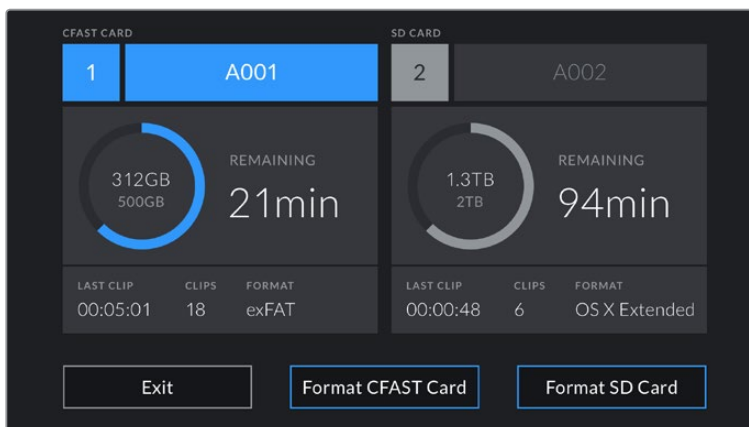 CFAST CARD
1 A001
312GB
500GB
REMAINING
21min
LAST CLIP CLIPS FORMAT
00:05:01 18 exFAT
SD CARD
2 A002
1.3TB
2TB
REMAINING
94min
LAST CLIP CLIPS FORMAT
00:00:48 6 OS X Extended
Exit Format CFAST Card Format SD Card